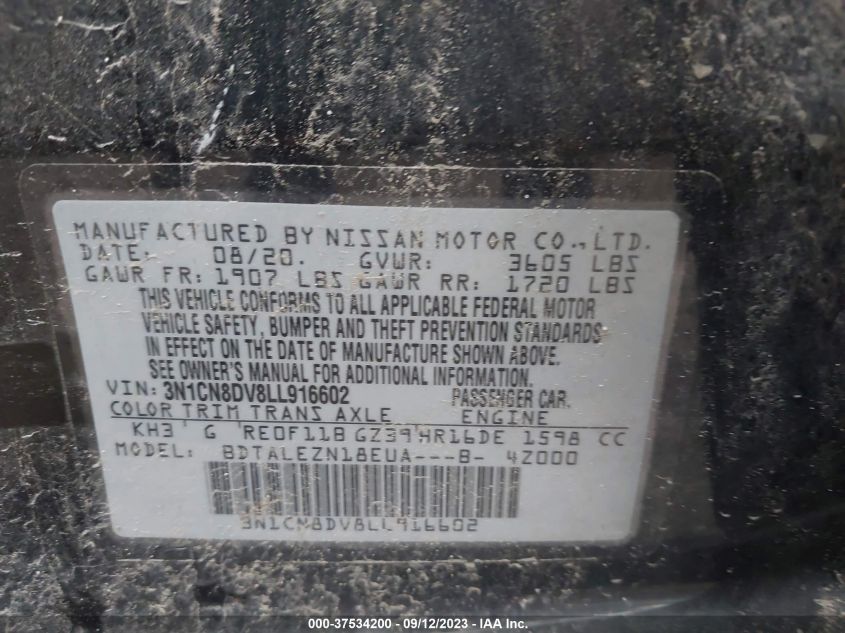 MANUFACTURED BY NISSAN MOTOR CO., LTD.
DATE: 08/20. GVWR: 3605 LBS
GAWR FR: 1907 LBS GAWR RR: 1720 LBS
THIS VEHICLE CONFORMS TO ALL APPLICABLE FEDERAL MOTOR
VEHICLE SAFETY, BUMPER AND THEFT PREVENTION STANDARDS
IN EFFECT ON THE DATE OF MANUFACTURE SHOWN ABOVE.
SEE OWNER'S MANUAL FOR ADDITIONAL INFORMATION.
VIN: 3N1CN8DV8LL916602 PASSENGER CAR.
COLOR TRIM TRANS AXLE ENGINE
KH3 G RE0F11B GZ39 HR16DE 1598 CC
MODEL: BDTALEZN18EUA---B- 4Z000
3N1CN8DV8LL916602
000-37534200 - 09/12/2023 - IAA Inc.